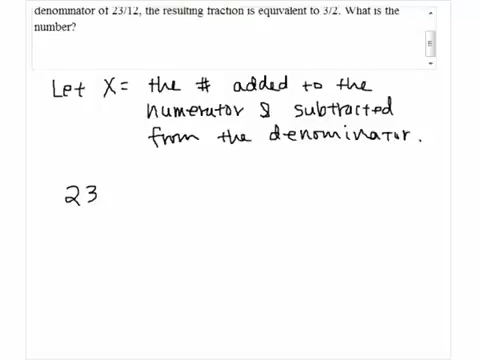 denominator of 23/12, the resulting fraction is equivalent to 3/2. What is the
number?
Let X = the # added to the
numerator & subtracted
from the denominator.
23